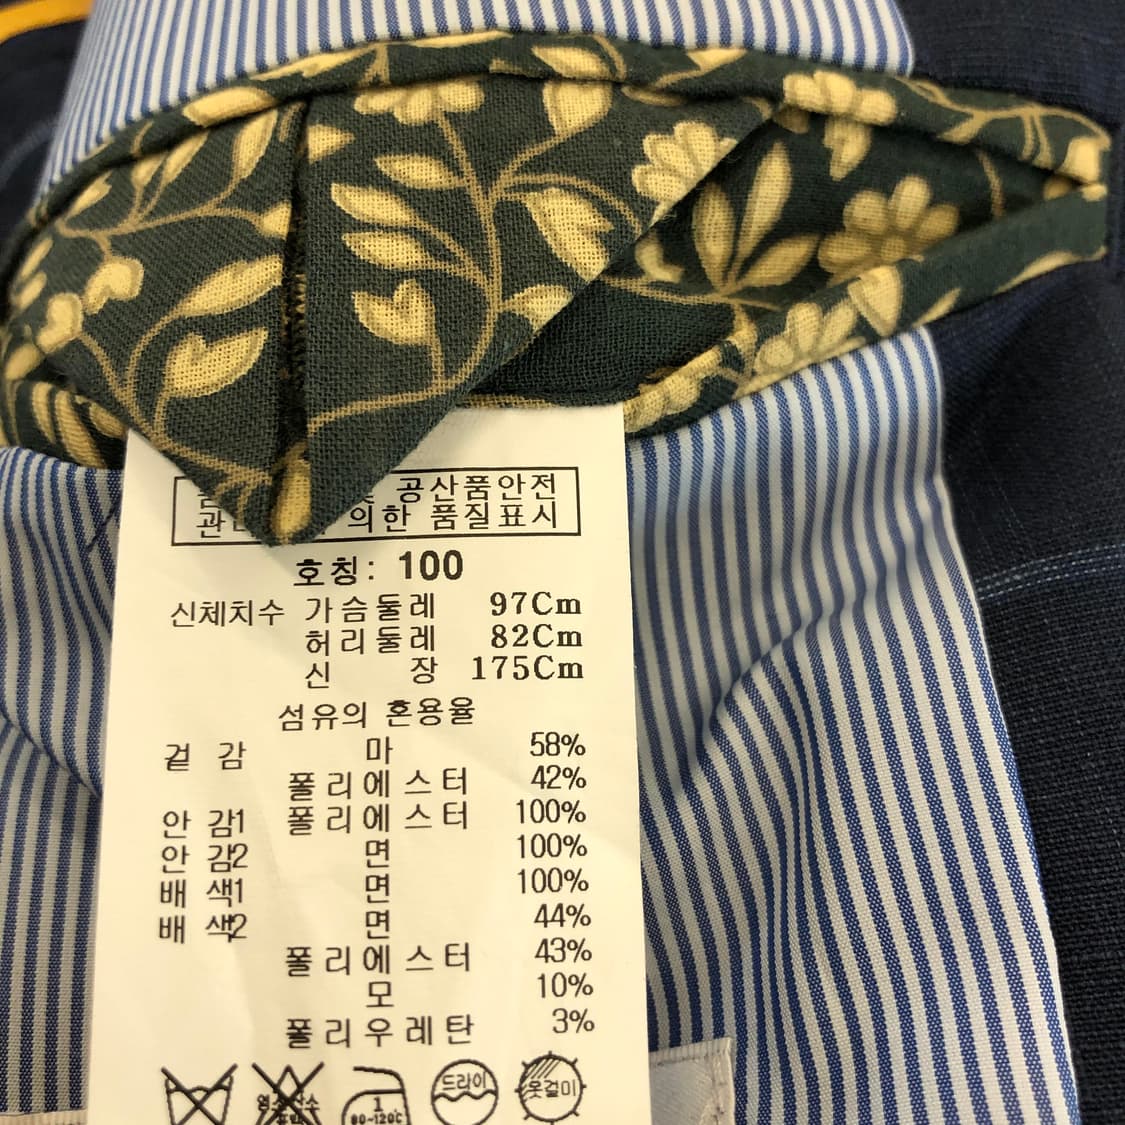 공산품안전
의한 품질표시
호칭: 100
신체치수 가슴둘레 97Cm
허리둘레 82Cm
신 장 175Cm
섬유의 혼용율
겉 감 마 58%
폴리에스터 42%
안 감1 폴리에스터 100%
안 감2 면 100%
배 색1 면 100%
배 색2 면 44%
폴리에스터 43%
모 10%
폴리우레탄 3%
1 드라이 옷걸이
80~120℃